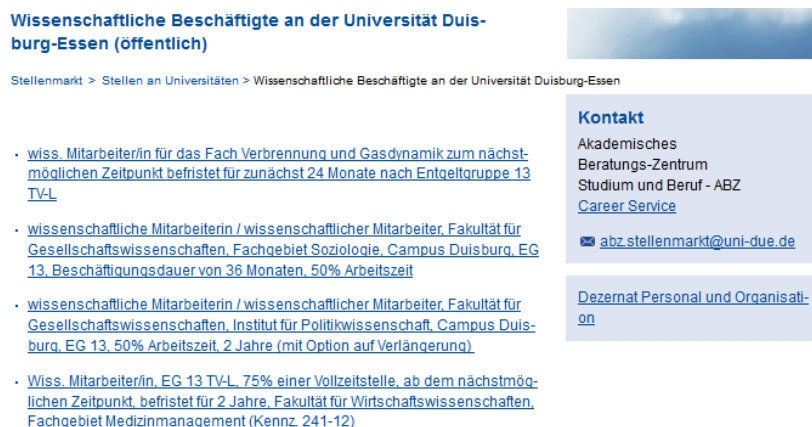 Wissenschaftliche Beschäftigte an der Universität Duis-
burg-Essen (öffentlich)
Stellenmarkt > Stellen an Universitäten > Wissenschaftliche Beschäftigte an der Universität Duisburg-Essen
wiss. Mitarbeiter/in für das Fach Verbrennung und Gasdynamik zum nächst-
möglichen Zeitpunkt befristet für zunächst 24 Monate nach Entgeltgruppe 13
TV-L
wissenschaftliche Mitarbeiterin / wissenschaftlicher Mitarbeiter, Fakultät für
Gesellschaftswissenschaften, Fachgebiet Soziologie, Campus Duisburg, EG
13, Beschäftigungsdauer von 36 Monaten, 50% Arbeitszeit
wissenschaftliche Mitarbeiterin / wissenschaftlicher Mitarbeiter, Fakultät für
Gesellschaftswissenschaften, Institut für Politikwissenschaft, Campus Duis-
burg, EG 13, 50% Arbeitszeit, 2 Jahre (mit Option auf Verlängerung)
Wiss. Mitarbeiter/in, EG 13 TV-L, 75% einer Vollzeitstelle, ab dem nächstmög-
lichen Zeitpunkt, befristet für 2 Jahre, Fakultät für Wirtschaftswissenschaften,
Fachgebiet Medizinmanagement (Kennz. 241-12)
Kontakt
Akademisches
Beratungs-Zentrum
Studium und Beruf - ABZ
Career Service
abz.stellenmarkt@uni-due.de
Dezernat Personal und Organisati-
on